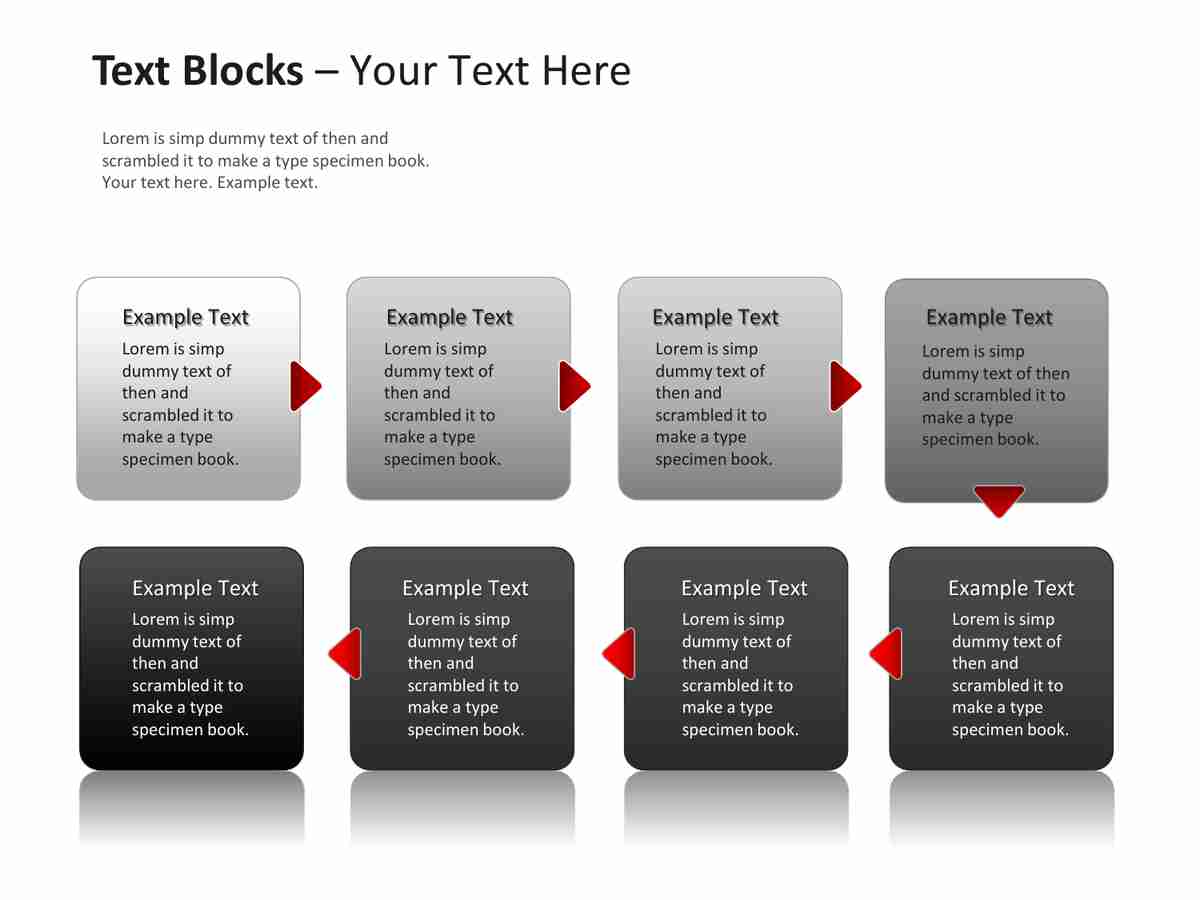 Text Blocks – Your Text Here
Lorem is simp dummy text of then and
scrambled it to make a type specimen book.
Your text here. Example text.
Example Text
Lorem is simp
dummy text of
then and
scrambled it to
make a type
specimen book.
Example Text
Lorem is simp
dummy text of
then and
scrambled it to
make a type
specimen book.
Example Text
Lorem is simp
dummy text of
then and
scrambled it to
make a type
specimen book.
Example Text
Lorem is simp
dummy text of then
and scrambled it to
make a type
specimen book.
Example Text
Lorem is simp
dummy text of
then and
scrambled it to
make a type
specimen book.
Example Text
Lorem is simp
dummy text of
then and
scrambled it to
make a type
specimen book.
Example Text
Lorem is simp
dummy text of
then and
scrambled it to
make a type
specimen book.
Example Text
Lorem is simp
dummy text of
then and
scrambled it to
make a type
specimen book.